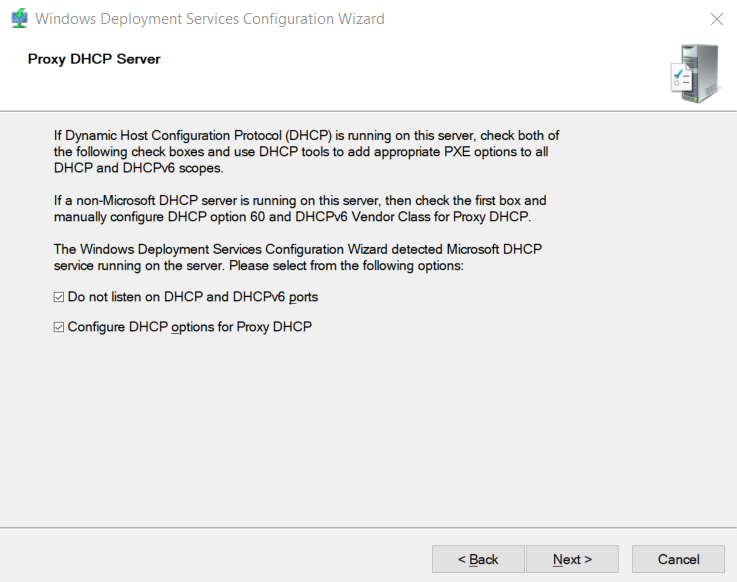 Windows Deployment Services Configuration Wizard
Proxy DHCP Server
If Dynamic Host Configuration Protocol (DHCP) is running on this server, check both of
the following check boxes and use DHCP tools to add appropriate PXE options to all
DHCP and DHCPv6 scopes.
If a non-Microsoft DHCP server is running on this server, then check the first box and
manually configure DHCP option 60 and DHCPv6 Vendor Class for Proxy DHCP.
The Windows Deployment Services Configuration Wizard detected Microsoft DHCP
service running on the server. Please select from the following options:
Do not listen on DHCP and DHCPv6 ports
Configure DHCP options for Proxy DHCP
< Back Next > Cancel